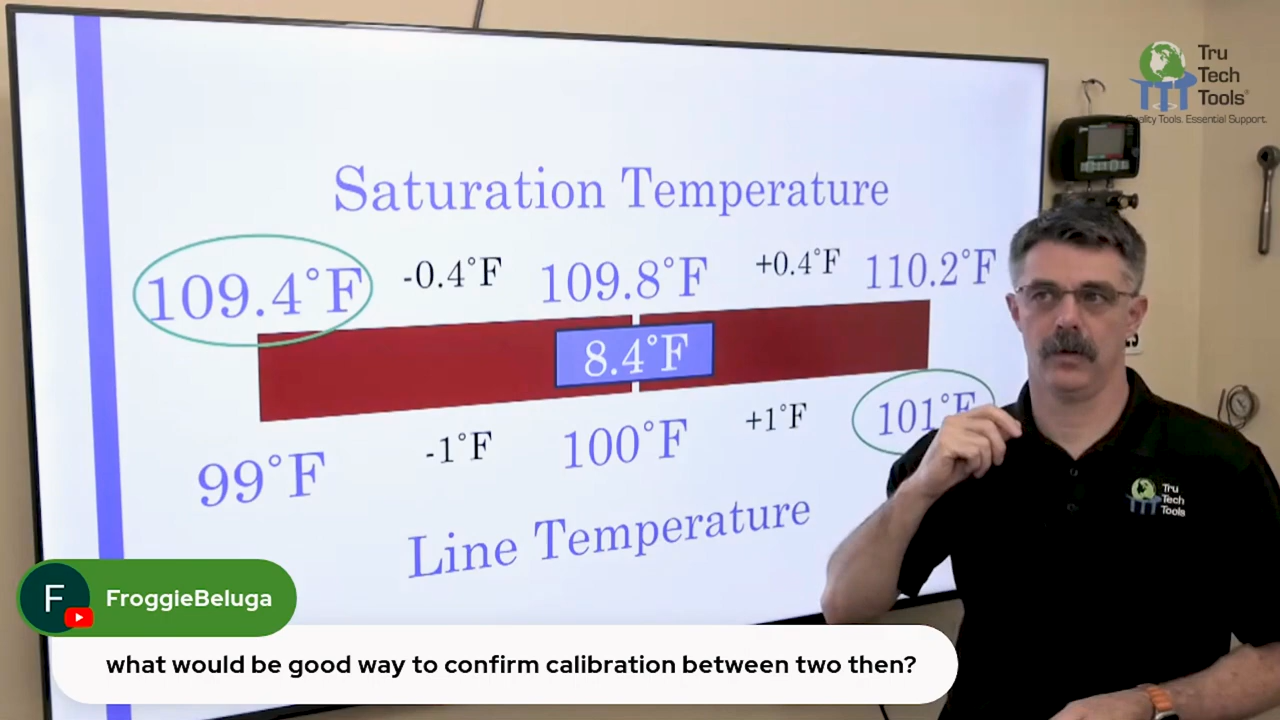 Tru
Tech
Tools®
Quality Tools. Essential Support.
Saturation Temperature
109.4°F -0.4°F 109.8°F +0.4°F 110.2°F
8.4°F
99°F -1°F 100°F +1°F 101°F
Line Temperature
Tru
Tech
Tools
F FroggieBeluga
what would be good way to confirm calibration between two then?